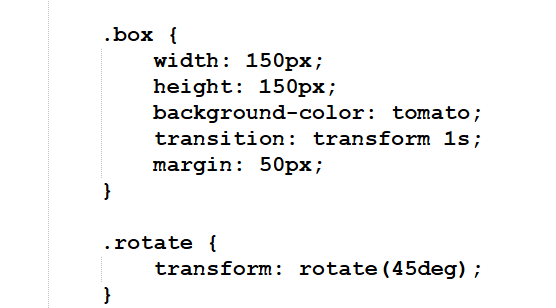 .box {
    width: 150px;
    height: 150px;
    background-color: tomato;
    transition: transform 1s;
    margin: 50px;
}

.rotate {
    transform: rotate(45deg);
}